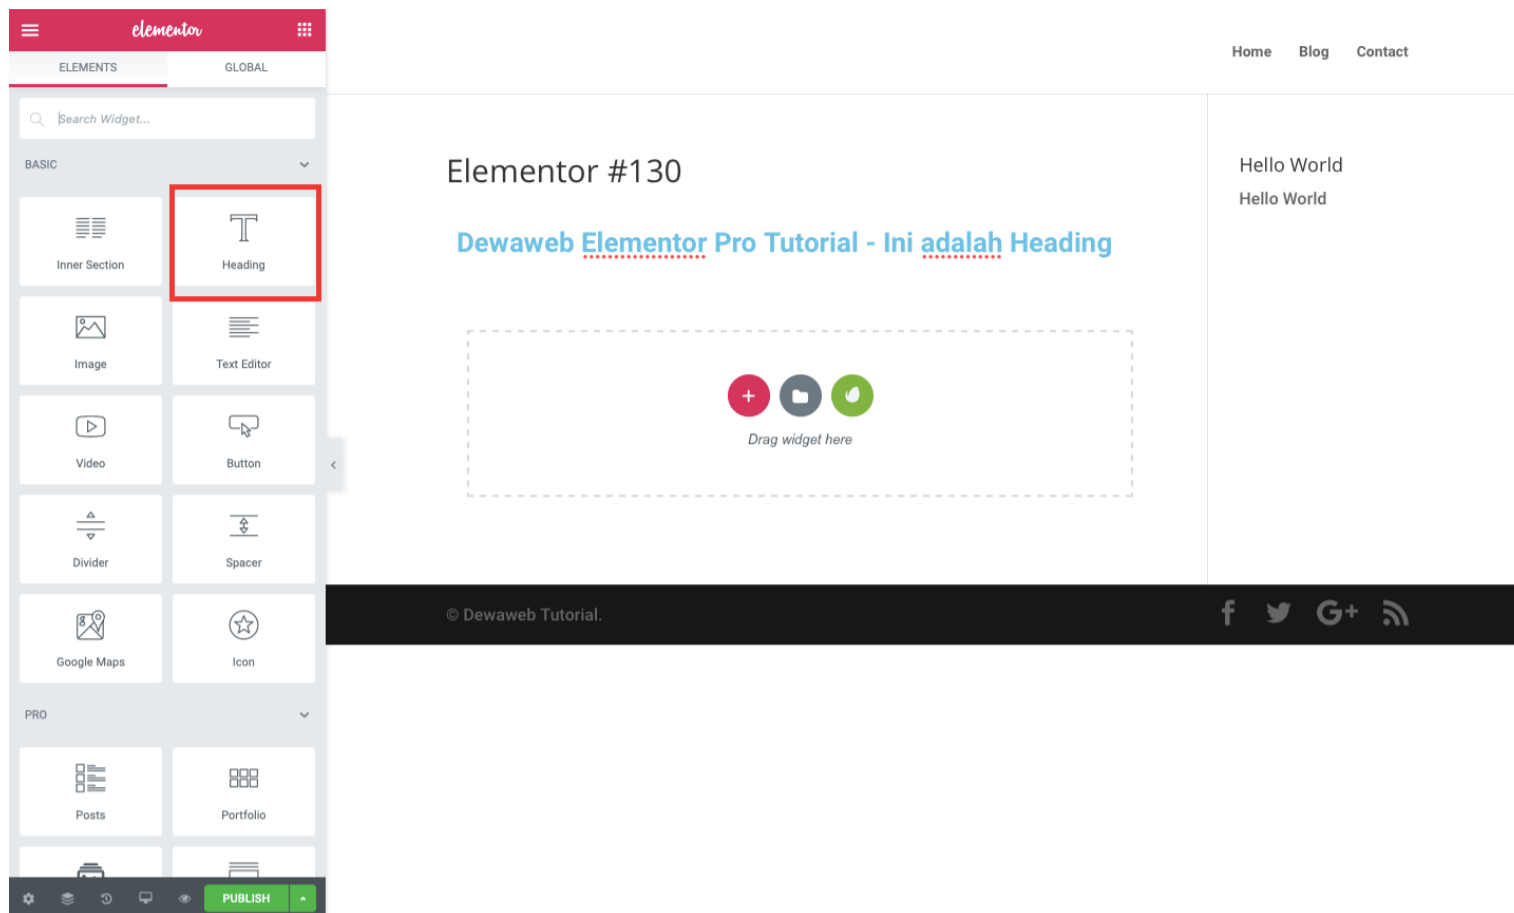 elementor
ELEMENTS GLOBAL
Search Widget...
BASIC
Inner Section Heading
Image Text Editor
Video Button
Divider Spacer
Google Maps Icon
PRO
Posts Portfolio
PUBLISH
Home Blog Contact
Elementor #130
Dewaweb Elementor Pro Tutorial - Ini adalah Heading
Drag widget here
Hello World
Hello World
© Dewaweb Tutorial.